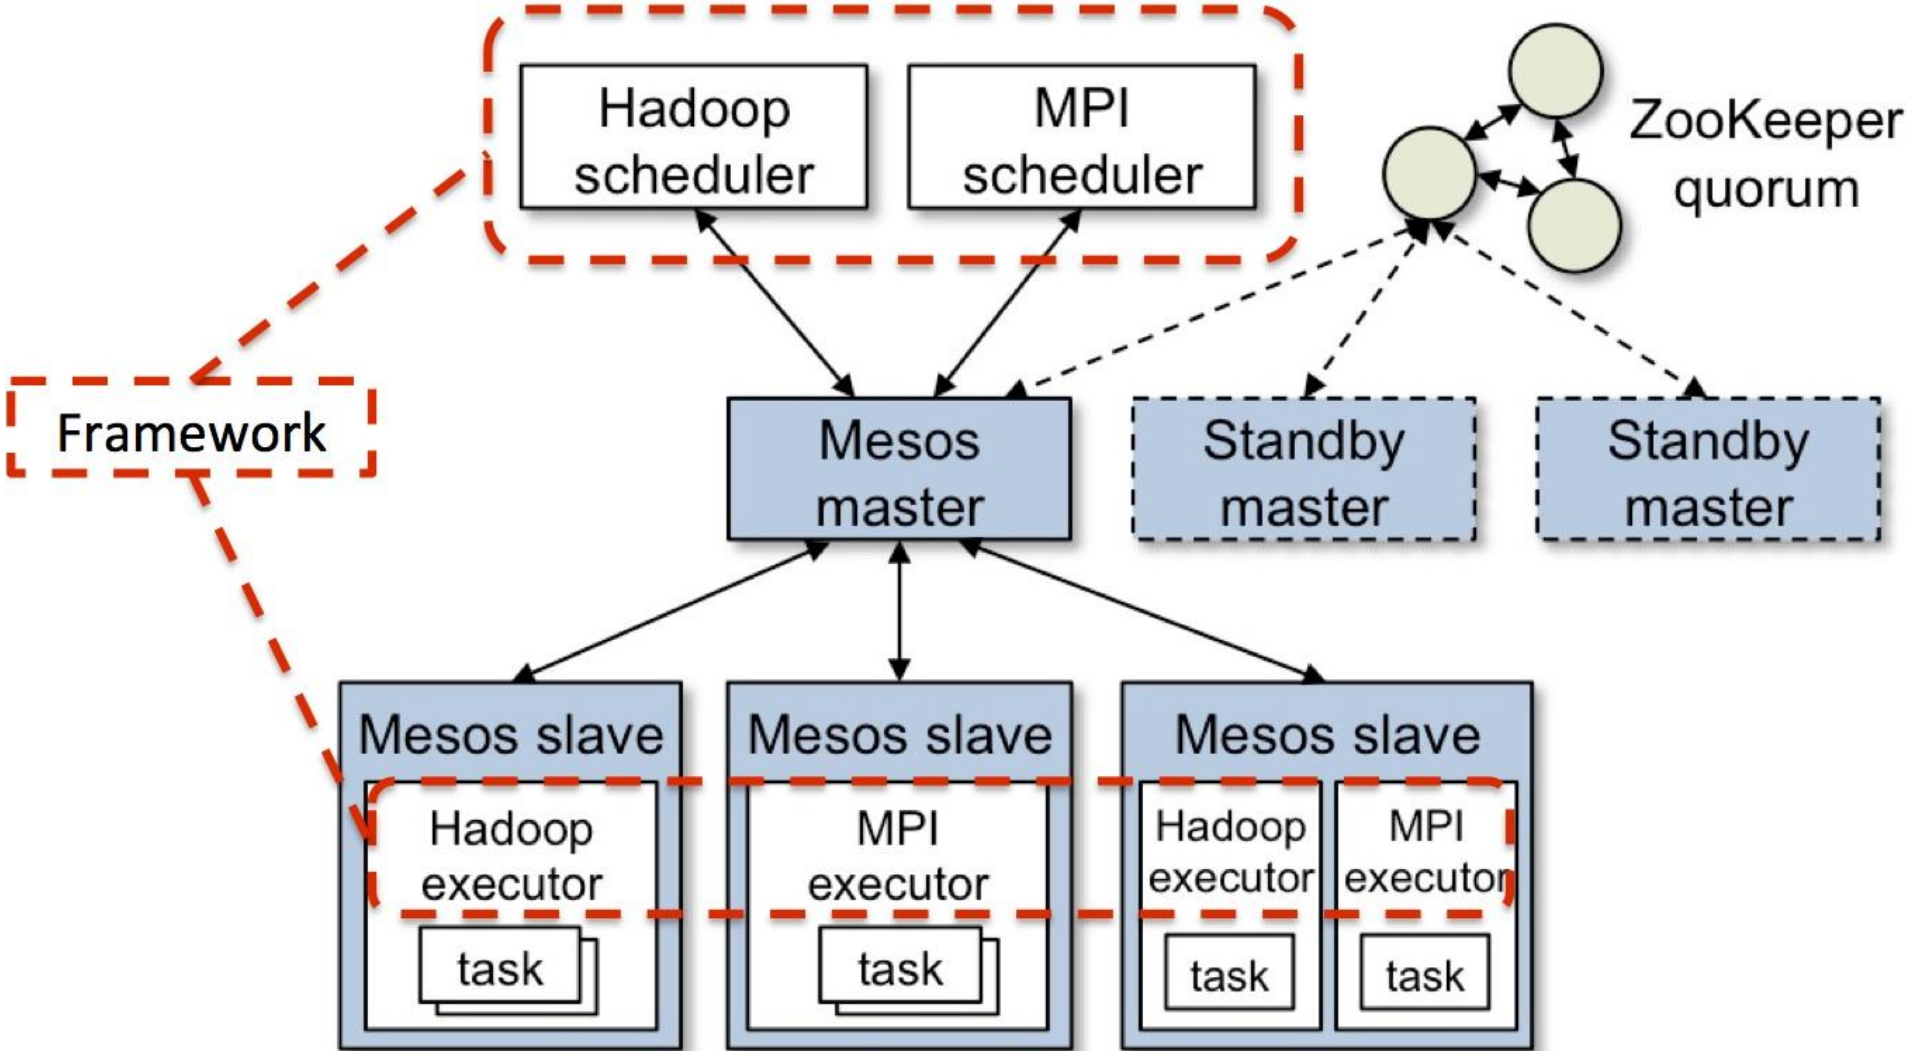 Hadoop
scheduler
MPI
scheduler
ZooKeeper
quorum
Framework
Mesos
master
Standby
master
Standby
master
Mesos slave
Hadoop
executor
task
Mesos slave
MPI
executor
task
Mesos slave
Hadoop
executor
task
MPI
executor
task